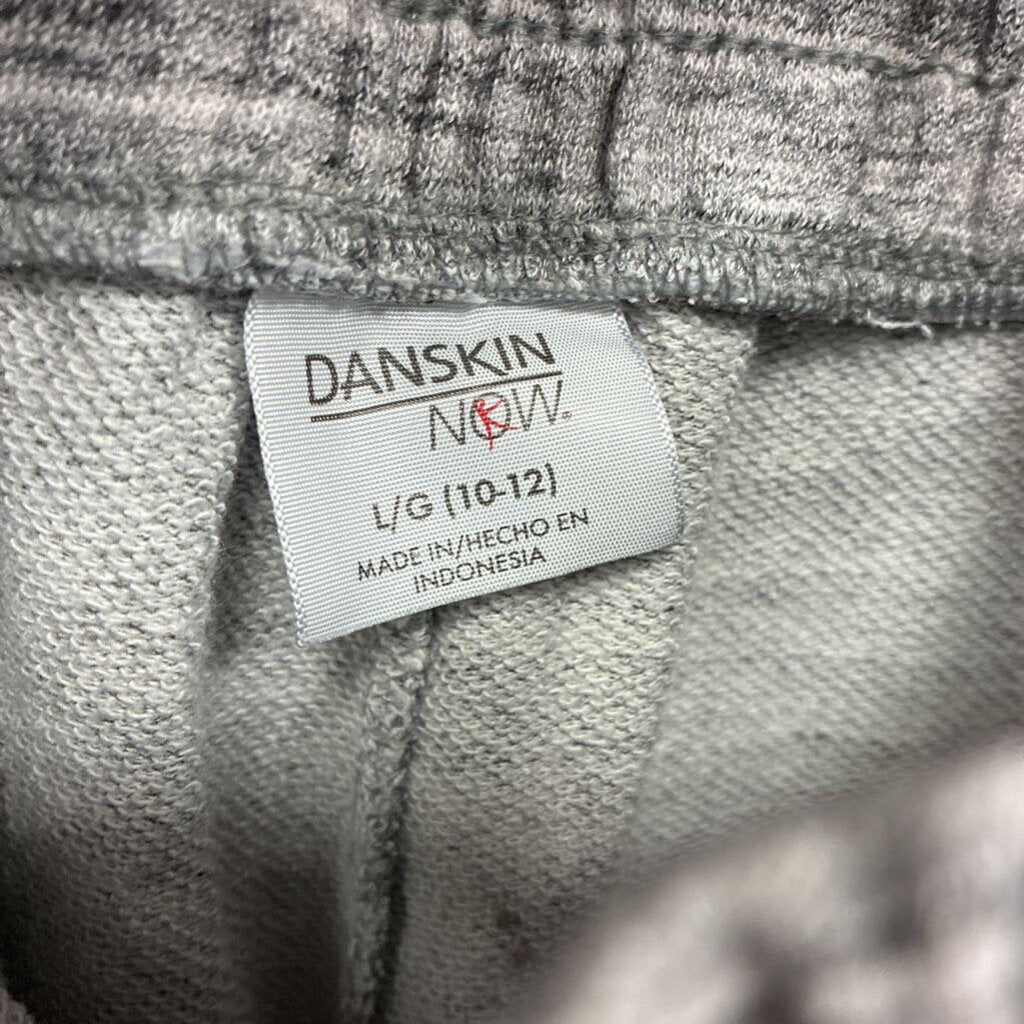 DANSKIN
NOW.
L/G (10-12)
MADE IN/HECHO EN
INDONESIA